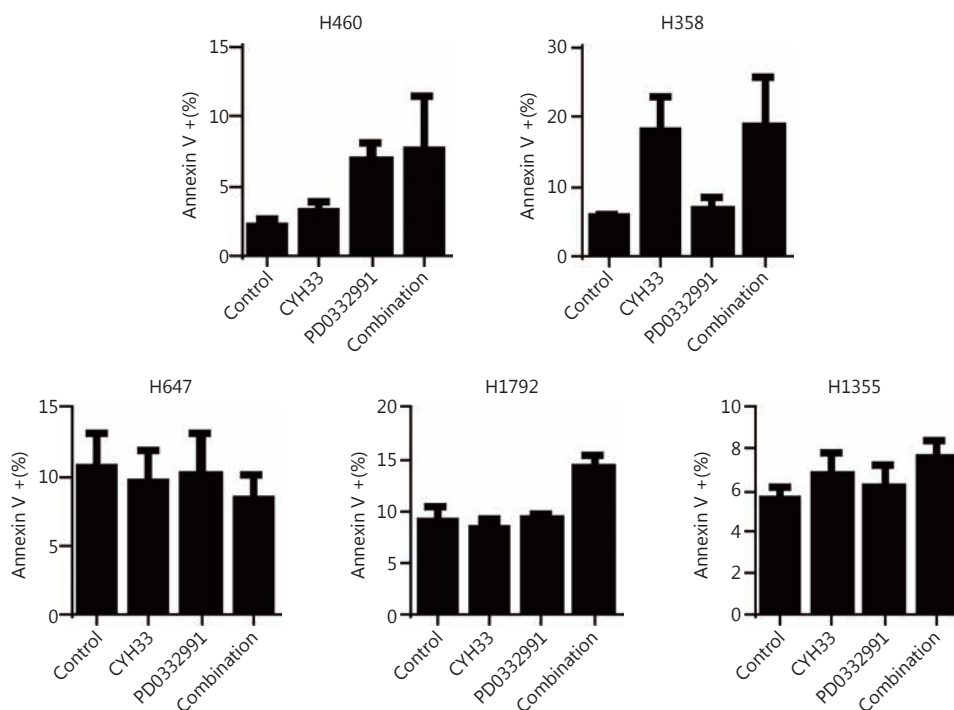 H460
Annexin V +(%)
15
10
5
0
Control
CYH33
PD0332991
Combination
H358
Annexin V +(%)
30
20
10
0
Control
CYH33
PD0332991
Combination
H647
Annexin V +(%)
15
10
5
0
Control
CYH33
PD0332991
Combination
H1792
Annexin V +(%)
20
15
10
5
0
Control
CYH33
PD0332991
Combination
H1355
Annexin V +(%)
10
8
6
4
2
0
Control
CYH33
PD0332991
Combination